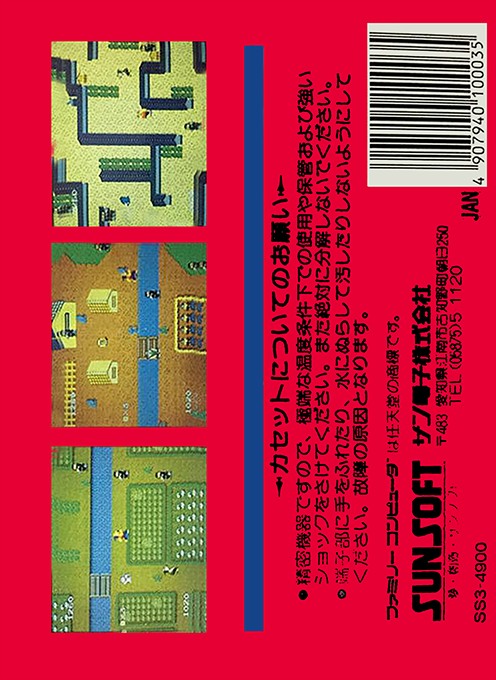 カセットについてのお願い
●精密機器ですので、極端な温度条件下での使用や保管および強い
ショックをさけてください。また絶対に分解しないでください。
●端子部に手をふれたり、水にぬらして汚したりしないようにして
ください。故障の原因となります。
ファミリーコンピュータ は任天堂の商標です。
SUNSOFT サン電子株式会社
〒483 愛知県江南市古知野町朝日250
TEL.(05875)5 1120
SS3-4900
JAN 4 907940 100035
1020
1020